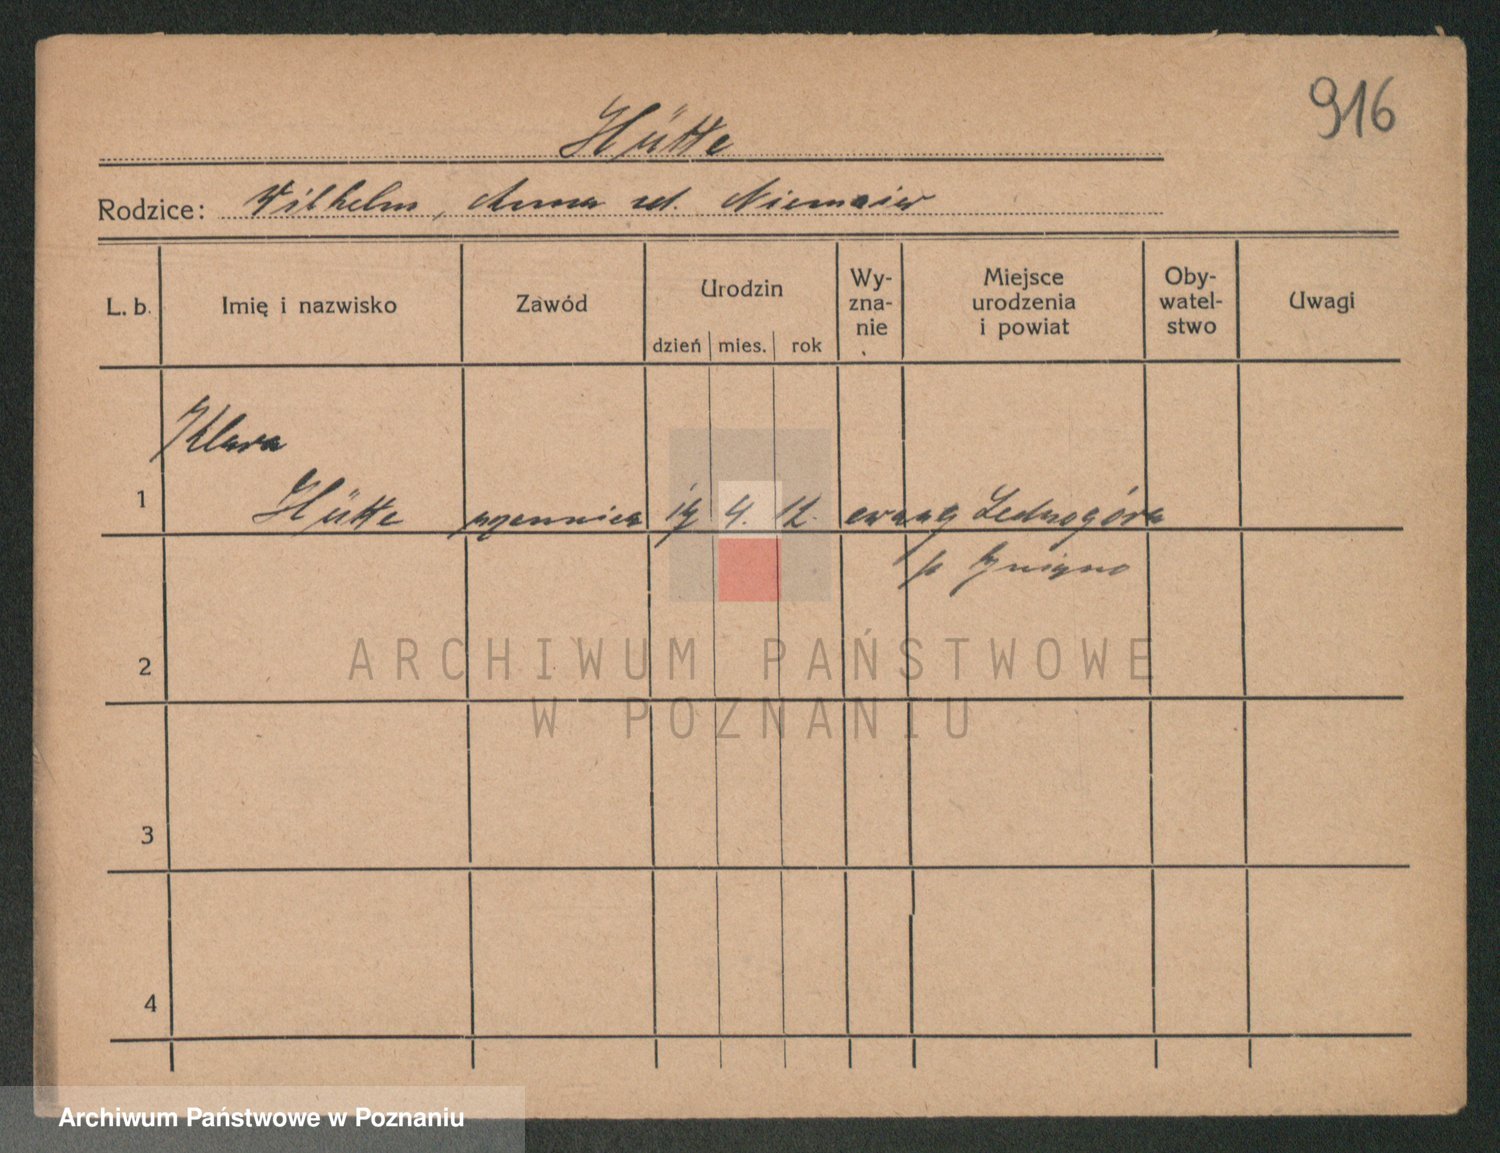 916
Hütte
Rodzice: Wilhelm, Anna zd. Niemaier
L. b. Imię i nazwisko Zawód Urodzin dzień mies. rok Wy-zna-nie Miejsce urodzenia i powiat Oby-watel-stwo Uwagi
Klara
1 Hütte uczennica 4. 12. ewang Lednogóra
p Gniezno
2
ARCHIWUM PAŃSTWOWE
W POZNANIU
3
4
Archiwum Państwowe w Poznaniu